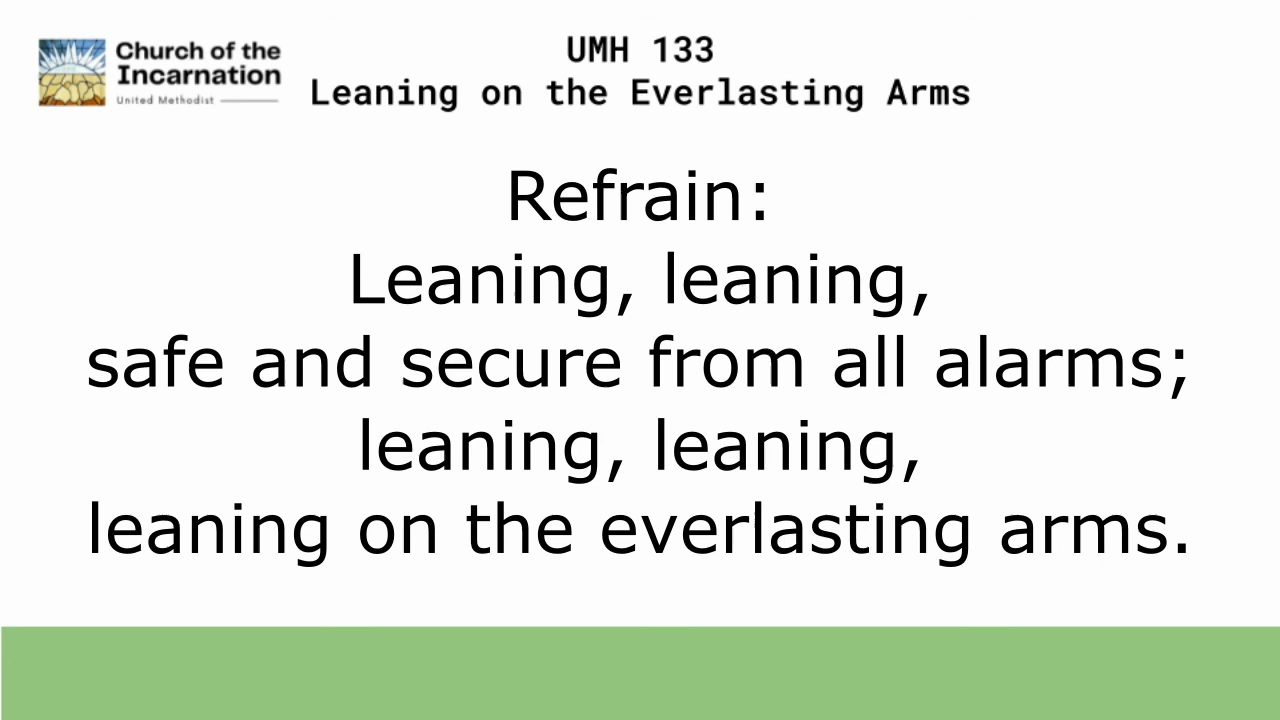 Church of the
Incarnation
United Methodist
UMH 133
Leaning on the Everlasting Arms
Refrain:
Leaning, leaning,
safe and secure from all alarms;
leaning, leaning,
leaning on the everlasting arms.